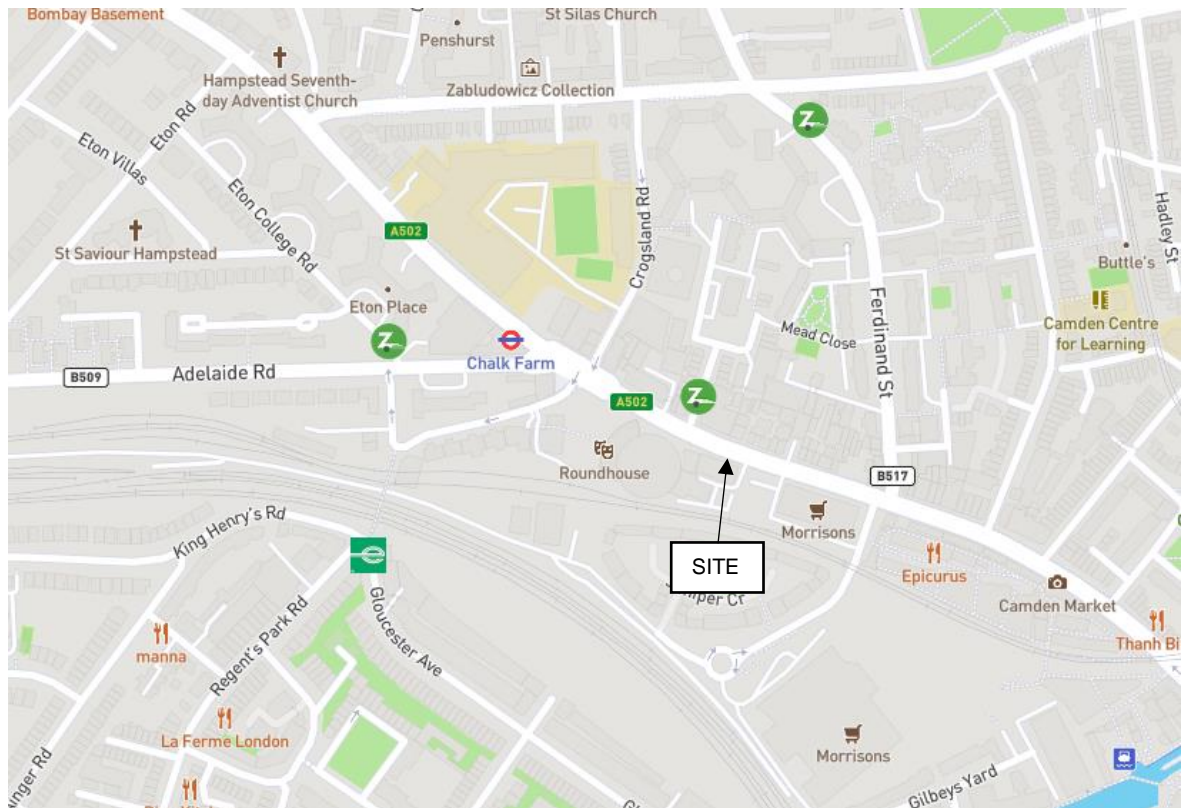 Bombay Basement
St Silas Church
Penshurst
Hampstead Seventh-
day Adventist Church
Zabludowicz Collection
Eton Rd
Eton Villas
Eton College Rd
Crogsland Rd
Hadley St
A502
St Saviour Hampstead
Buttle's
Eton Place
Ferdinand St
Camden Centre
for Learning
Mead Close
Chalk Farm
B509
Adelaide Rd
A502
Roundhouse
B517
Morrisons
King Henry's Rd
SITE
Epicurus
Camden Market
Gloucester Ave
Regent's Park Rd
manna
Thanh Bi
La Ferme London
Morrisons
Gilbeys Yard